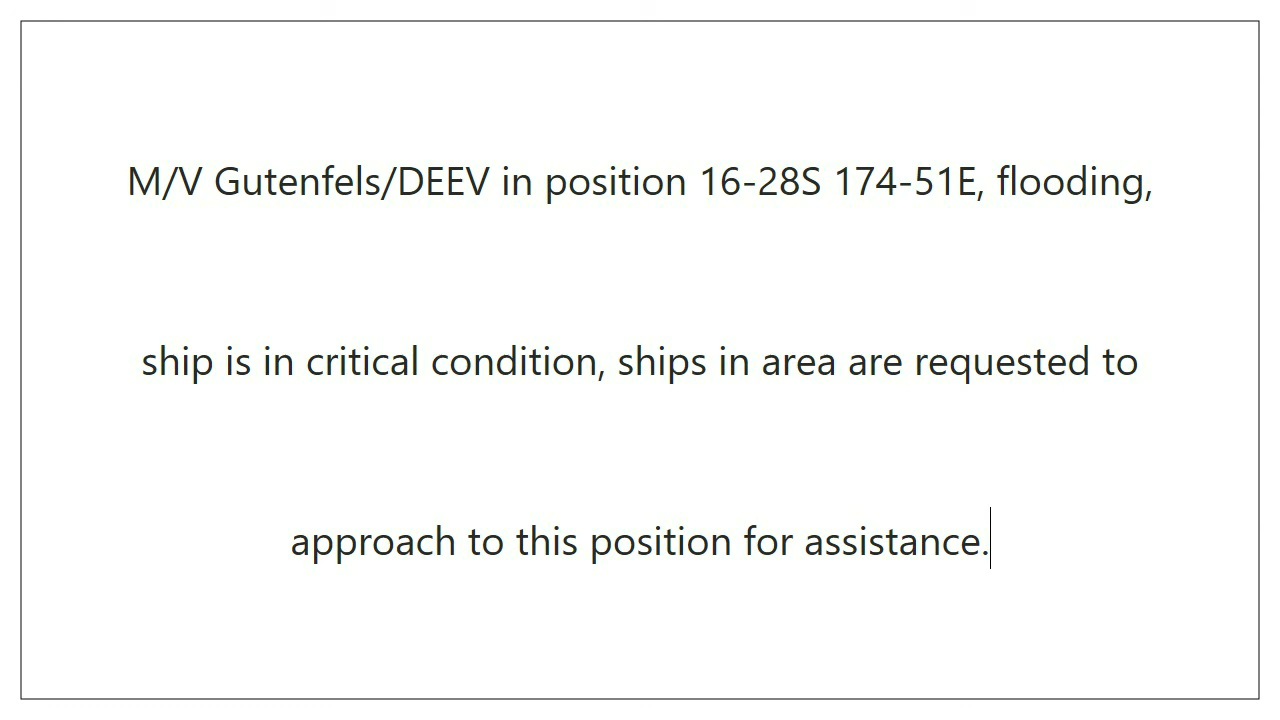 M/V Gutenfels/DEEV in position 16-28S 174-51E, flooding,
ship is in critical condition, ships in area are requested to
approach to this position for assistance.